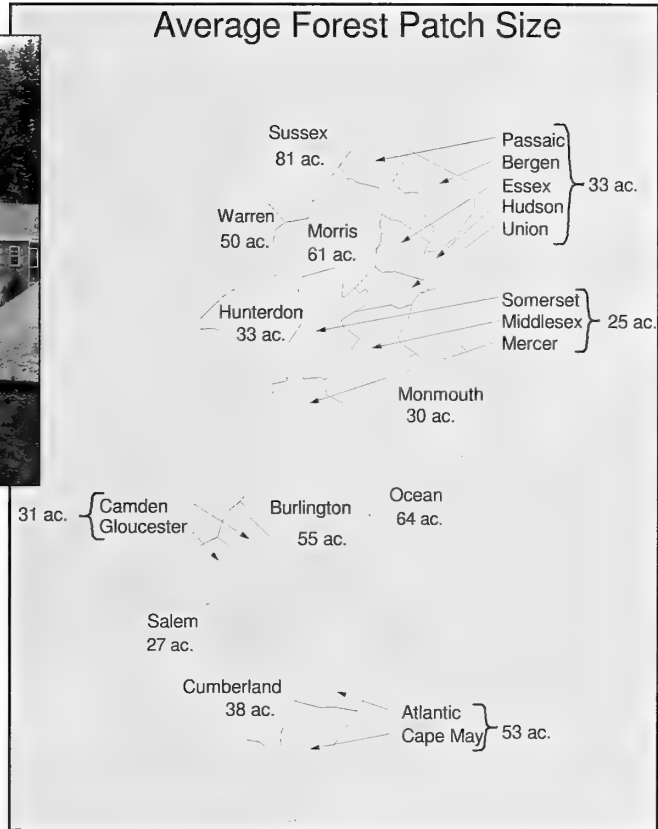 Average Forest Patch Size
Sussex
81 ac.
Passaic
Bergen
Essex
Hudson
Union
33 ac.
Warren
50 ac.
Morris
61 ac.
Hunterdon
33 ac.
Somerset
Middlesex
Mercer
25 ac.
Monmouth
30 ac.
31 ac.
Camden
Gloucester
Burlington
55 ac.
Ocean
64 ac.
Salem
27 ac.
Cumberland
38 ac.
Atlantic
Cape May
53 ac.